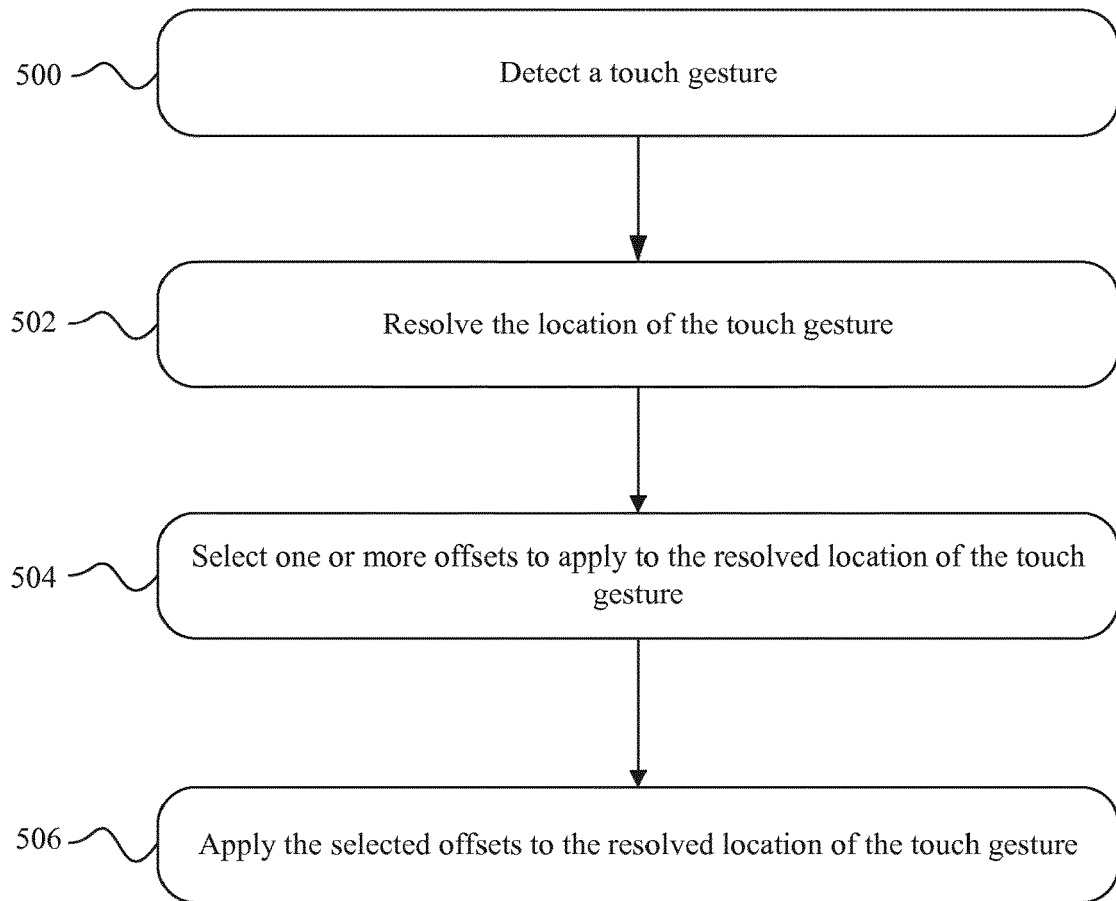 500
Detect a touch gesture
502
Resolve the location of the touch gesture
504
Select one or more offsets to apply to the resolved location of the touch
gesture
506
Apply the selected offsets to the resolved location of the touch gesture